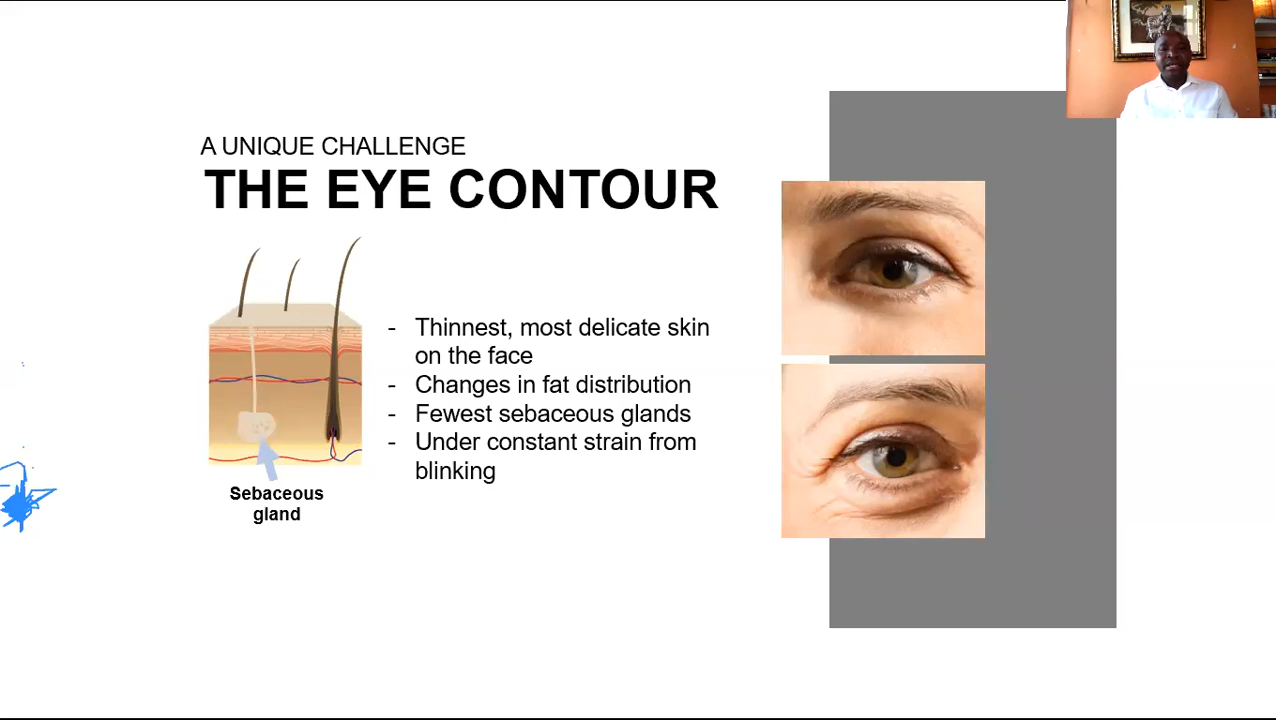 A UNIQUE CHALLENGE
THE EYE CONTOUR
- Thinnest, most delicate skin
on the face
- Changes in fat distribution
- Fewest sebaceous glands
- Under constant strain from
blinking
Sebaceous
gland